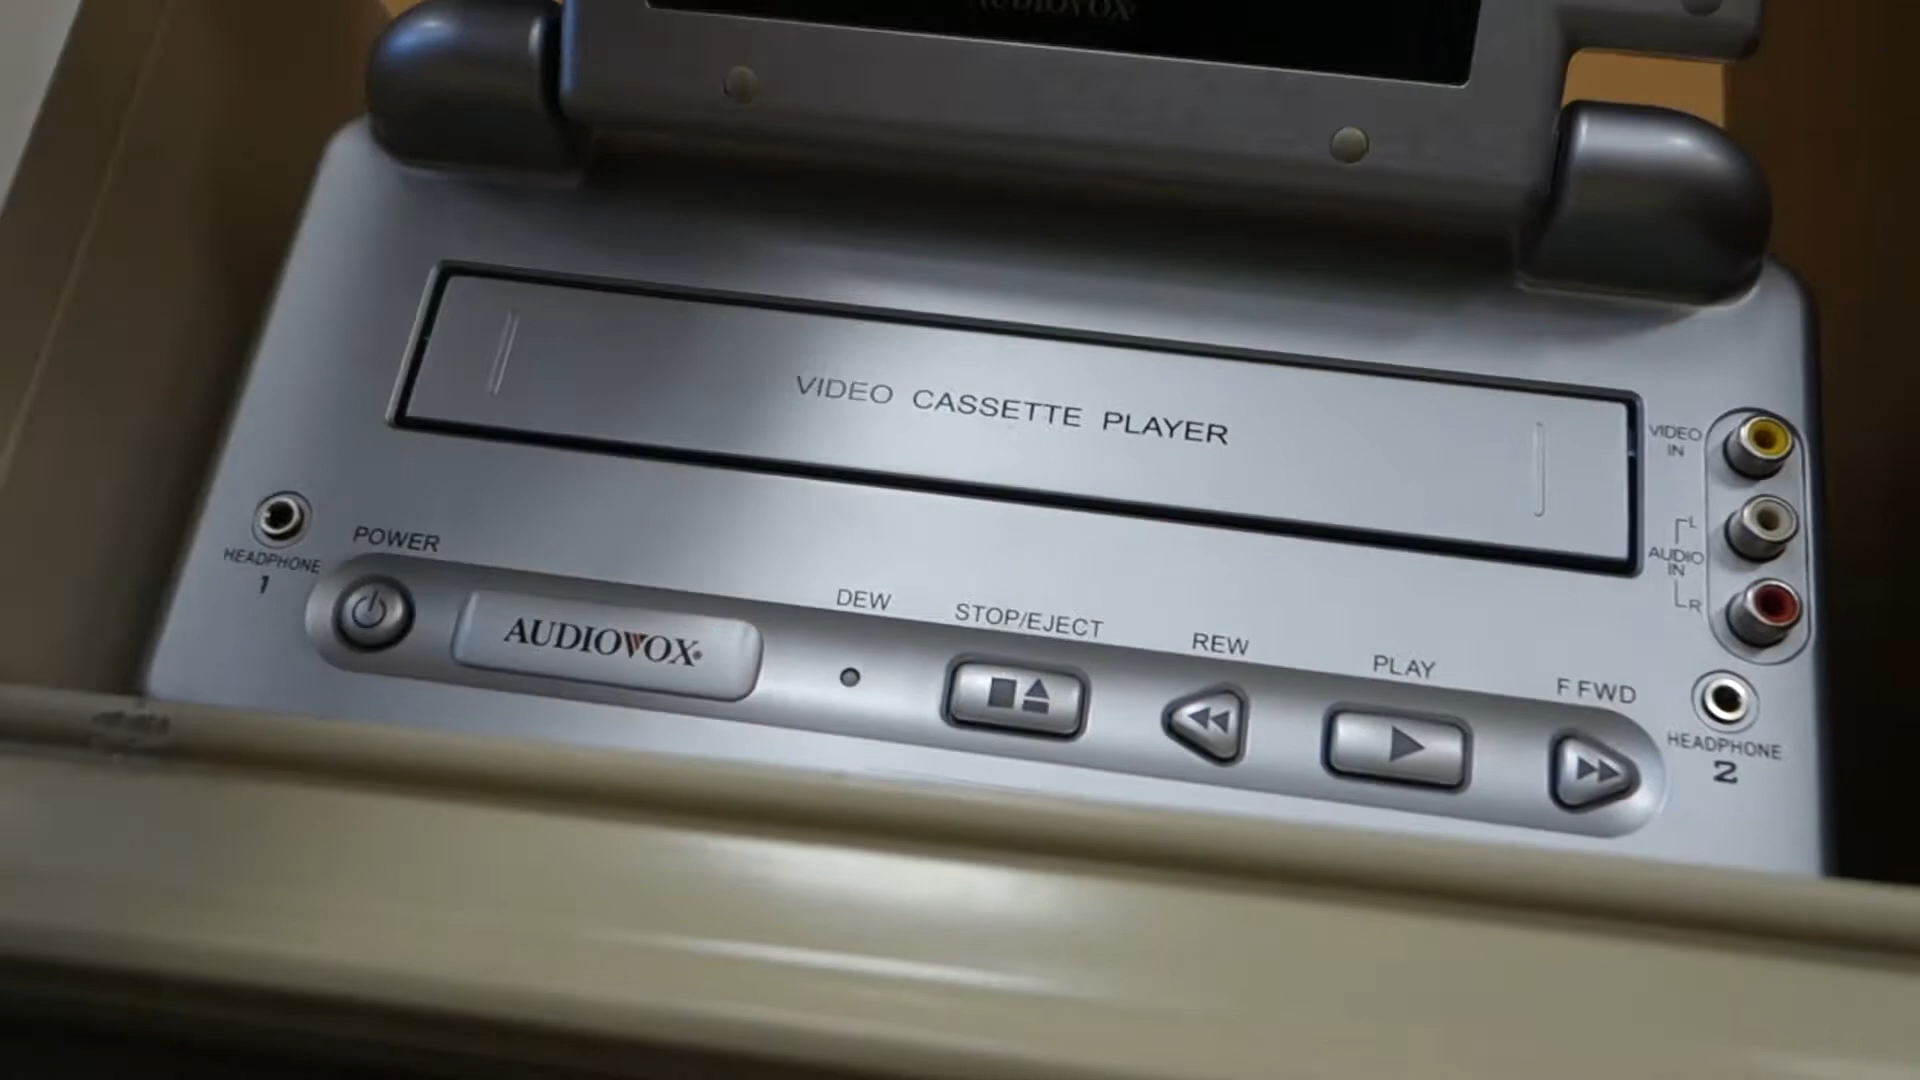 AUDIOVOX
VIDEO CASSETTE PLAYER
VIDEO
IN
L
AUDIO
IN
R
HEADPHONE
1
POWER
AUDIOVOX
DEW
STOP/EJECT
REW
PLAY
F FWD
HEADPHONE
2